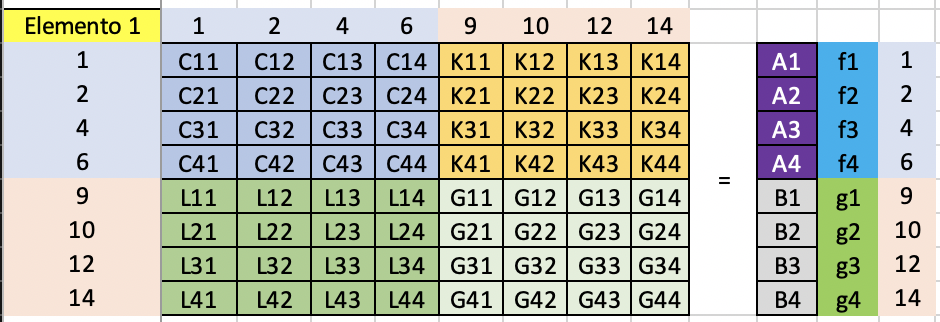 Elemento 1 1 2 4 6 9 10 12 14
1 C11 C12 C13 C14 K11 K12 K13 K14 A1 f1 1
2 C21 C22 C23 C24 K21 K22 K23 K24 A2 f2 2
4 C31 C32 C33 C34 K31 K32 K33 K34 A3 f3 4
6 C41 C42 C43 C44 K41 K42 K43 K44 A4 f4 6
=
9 L11 L12 L13 L14 G11 G12 G13 G14 B1 g1 9
10 L21 L22 L23 L24 G21 G22 G23 G24 B2 g2 10
12 L31 L32 L33 L34 G31 G32 G33 G34 B3 g3 12
14 L41 L42 L43 L44 G41 G42 G43 G44 B4 g4 14